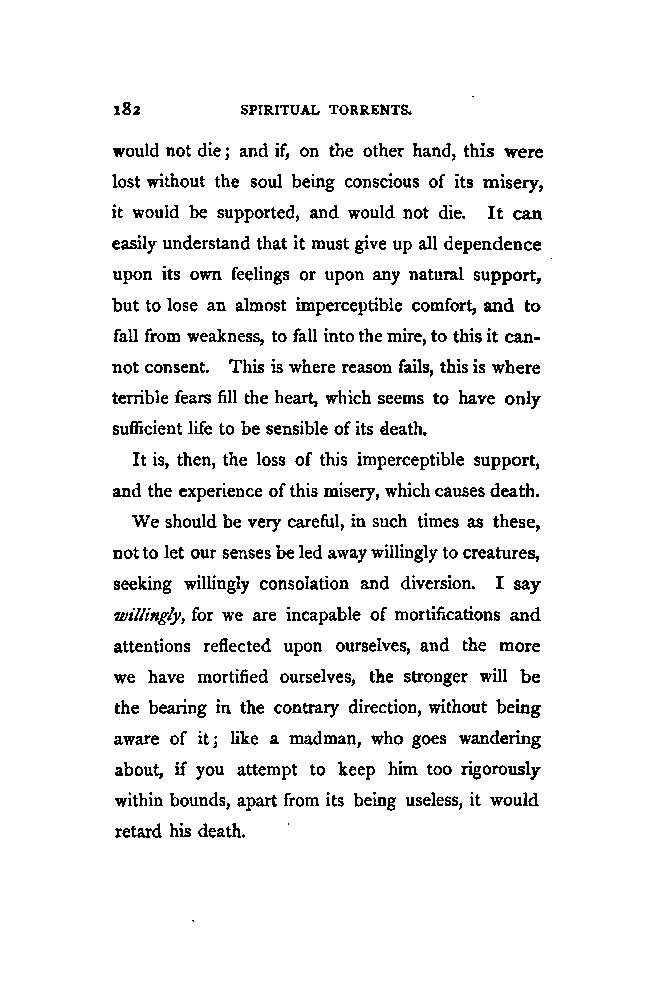 182 SPIRITUAL TORRENTS.
would not die; and if, on the other hand, this were
lost without the soul being conscious of its misery,
it would be supported, and would not die. It can
easily understand that it must give up all dependence
upon its own feelings or upon any natural support,
but to lose an almost imperceptible comfort, and to
fall from weakness, to fall into the mire, to this it can-
not consent. This is where reason fails, this is where
terrible fears fill the heart, which seems to have only
sufficient life to be sensible of its death.
It is, then, the loss of this imperceptible support,
and the experience of this misery, which causes death.
We should be very careful, in such times as these,
not to let our senses be led away willingly to creatures,
seeking willingly consolation and diversion. I say
willingly, for we are incapable of mortifications and
attentions reflected upon ourselves, and the more
we have mortified ourselves, the stronger will be
the bearing in the contrary direction, without being
aware of it; like a madman, who goes wandering
about, if you attempt to keep him too rigorously
within bounds, apart from its being useless, it would
retard his death.